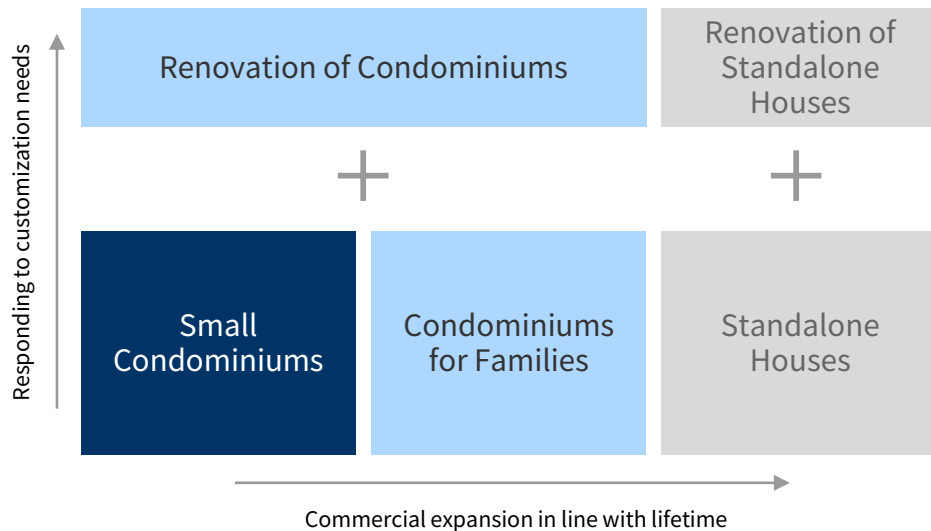 Responding to customization needs
Renovation of Condominiums
Renovation of
Standalone
Houses
+
+
Small
Condominiums
Condominiums
for Families
Standalone
Houses
Commercial expansion in line with lifetime